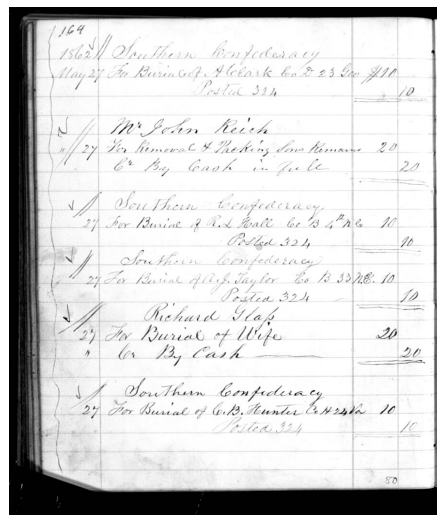 164
1862 // Southern Confederacy
May 27 For Burial of A Clark Co D 23 Geo $10
Posted 324 10
Mr John Reich
" // 27 For Removal & Packing Sons Remains 20
Cr By Cash in full 20
// Southern Confederacy
27 For Burial of R. L. Hall Co B 4th N C 10
Posted 324 10
// Southern Confederacy
27 For Burial of A. J. Taylor Co B 33 N.C. 10
Posted 324 10
// Richard Glass
27 For Burial of Wife 20
" Cr By Cash 20
// Southern Confederacy
27 For Burial of C. B. Hunter Co H 24 Va 10
Posted 324 10
80